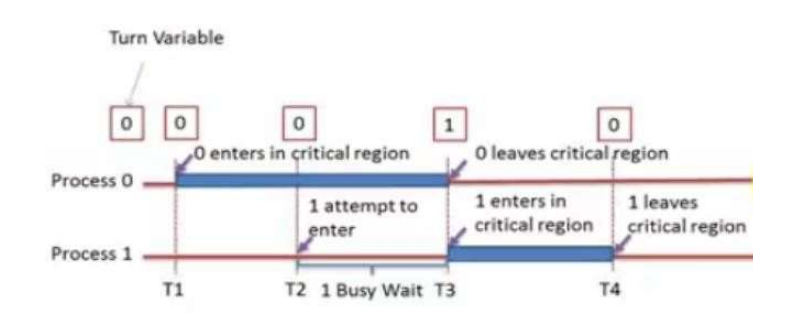 Turn Variable
0 0 0 1 0
0 enters in critical region 0 leaves critical region
Process 0
1 attempt to
enter
1 enters in
critical region
1 leaves
critical region
Process 1
T1 T2 1 Busy Wait T3 T4